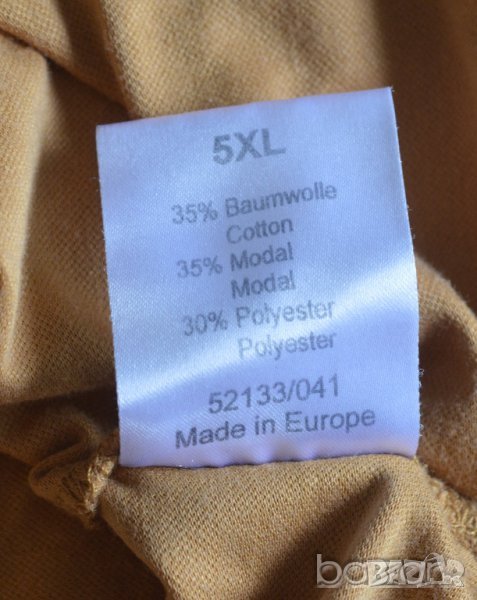 5XL
35% Baumwolle
Cotton
35% Modal
Modal
30% Polyester
Polyester
52133/041
Made in Europe